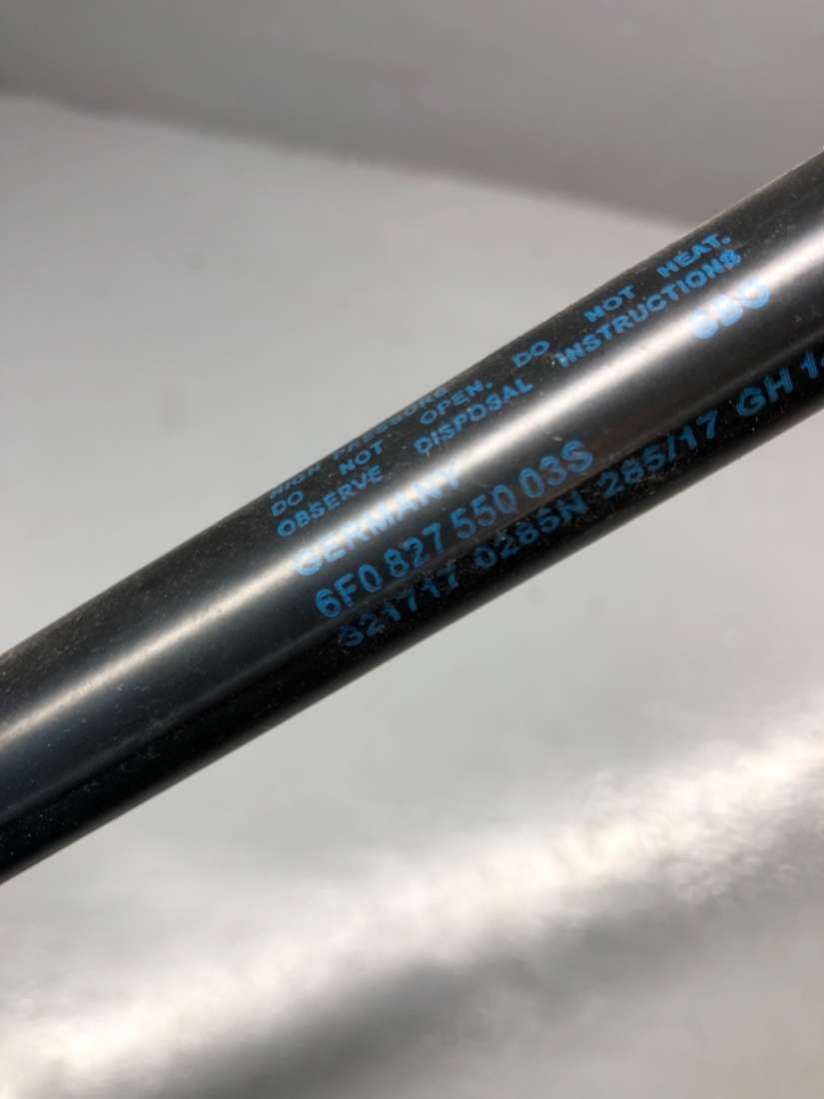 HIGH PRESSURE.
DO NOT OPEN. DO NOT HEAT.
OBSERVE DISPOSAL INSTRUCTIONS
GERMANY
6F0 827 550 03S
0285N 285/17 GH